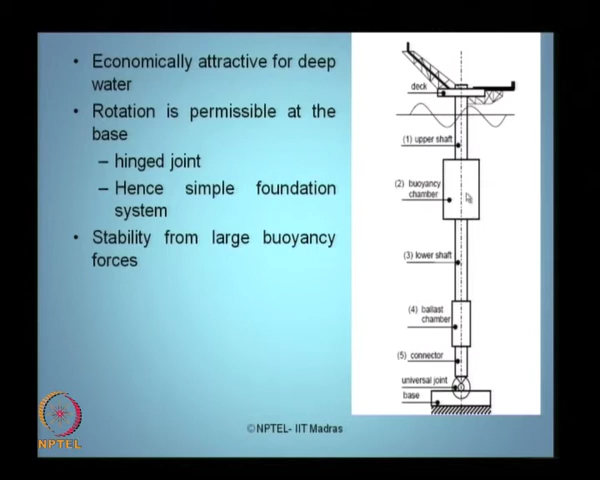 • Economically attractive for deep
water
• Rotation is permissible at the
base
– hinged joint
– Hence simple foundation
system
• Stability from large buoyancy
forces
deck
(1) upper shaft
(2) buoyancy
chamber
(3) lower shaft
(4) ballast
chamber
(5) connector
universal joint
base
NPTEL
©NPTEL- IIT Madras